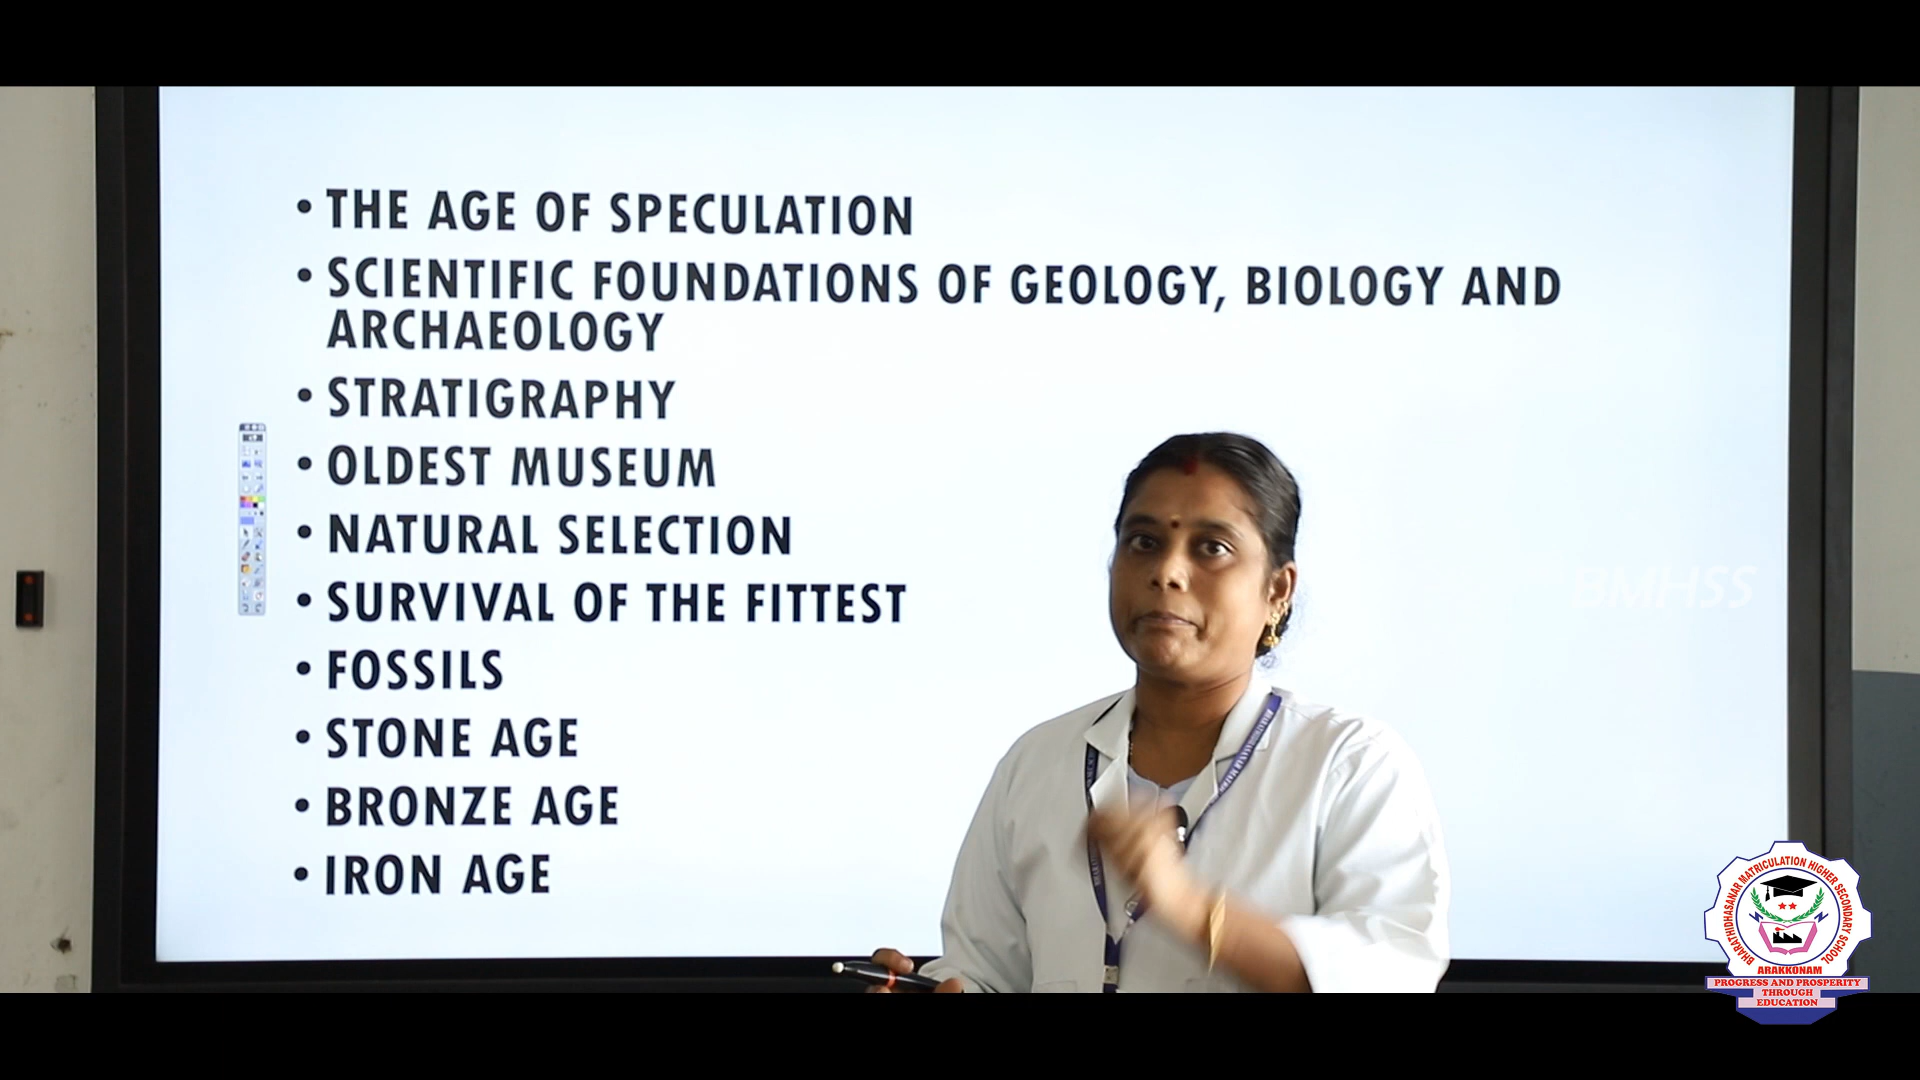 • THE AGE OF SPECULATION
• SCIENTIFIC FOUNDATIONS OF GEOLOGY, BIOLOGY AND
ARCHAEOLOGY
• STRATIGRAPHY
• OLDEST MUSEUM
• NATURAL SELECTION
• SURVIVAL OF THE FITTEST
• FOSSILS
• STONE AGE
• BRONZE AGE
• IRON AGE
BMHSS
BHARATHIDHASANAR MATRICULATION HIGHER SECONDARY SCHOOL
ARAKKONAM
PROGRESS AND PROSPERITY
THROUGH
EDUCATION